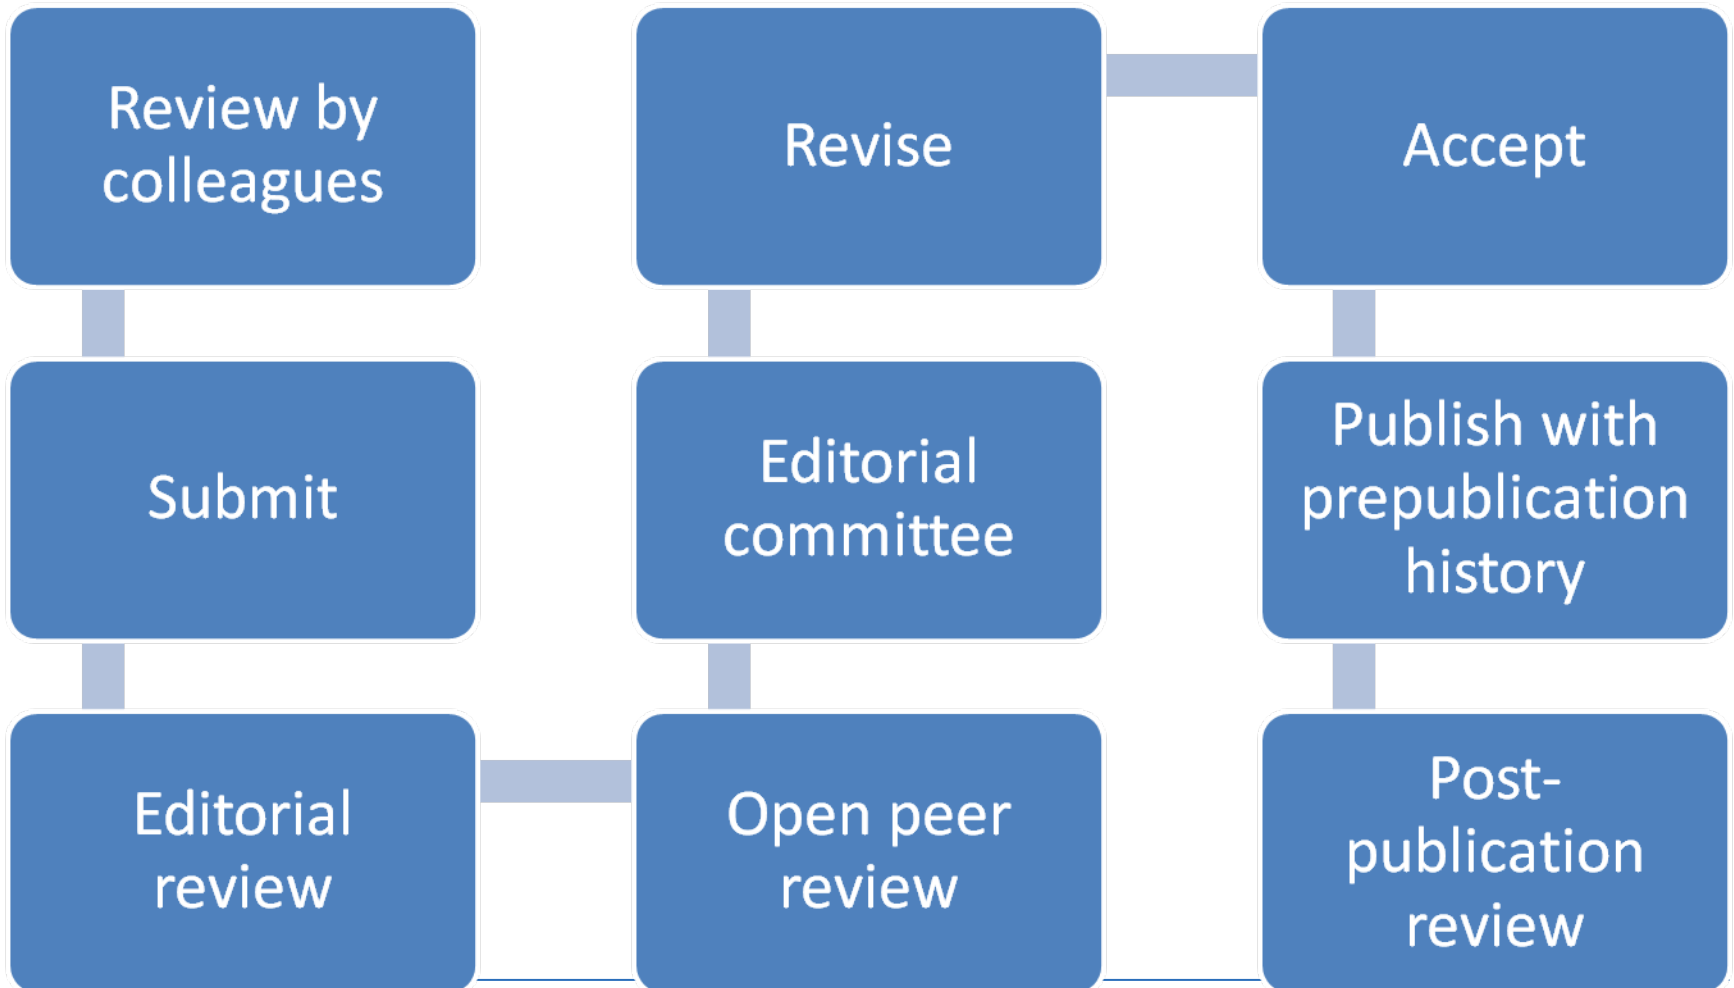 Review by
colleagues
Submit
Editorial
review
Open peer
review
Editorial
committee
Revise
Accept
Publish with
prepublication
history
Post-
publication
review